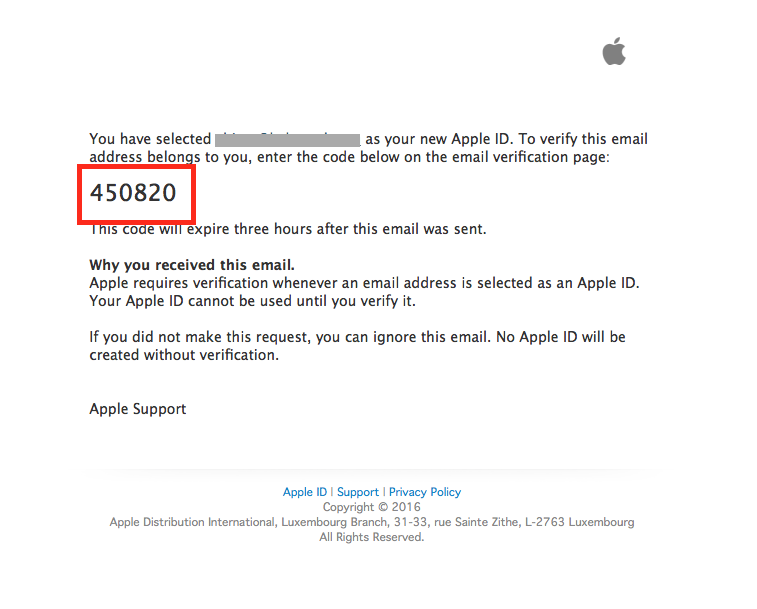 You have selected as your new Apple ID. To verify this email
address belongs to you, enter the code below on the email verification page:
450820
This code will expire three hours after this email was sent.
Why you received this email.
Apple requires verification whenever an email address is selected as an Apple ID.
Your Apple ID cannot be used until you verify it.
If you did not make this request, you can ignore this email. No Apple ID will be
created without verification.
Apple Support
Apple ID | Support | Privacy Policy
Copyright © 2016
Apple Distribution International, Luxembourg Branch, 31-33, rue Sainte Zithe, L-2763 Luxembourg
All Rights Reserved.